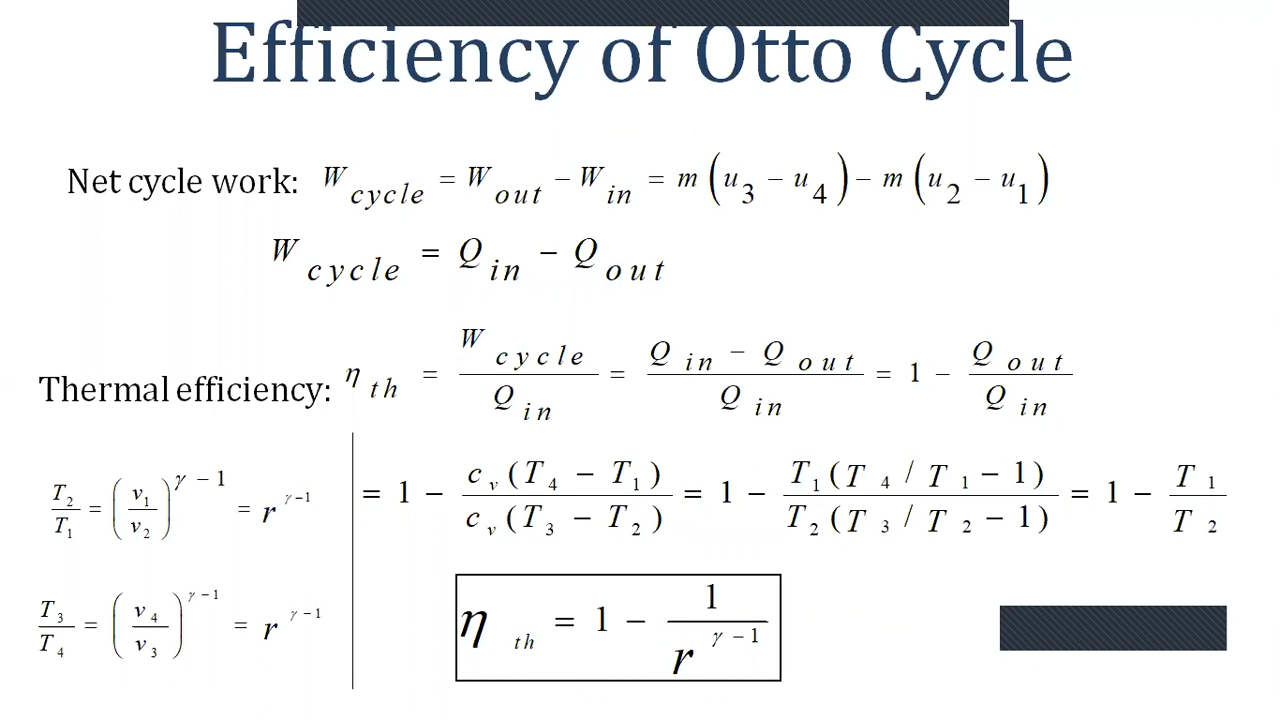 Efficiency of Otto Cycle
Net cycle work: W_cycle = W_out − W_in = m(u_3 − u_4) − m(u_2 − u_1)
W_cycle = Q_in − Q_out
Thermal efficiency: η_th = W_cycle / Q_in = (Q_in − Q_out) / Q_in = 1 − Q_out / Q_in
= 1 − c_v(T_4 − T_1) / c_v(T_3 − T_2) = 1 − T_1(T_4 / T_1 − 1) / T_2(T_3 / T_2 − 1) = 1 − T_1 / T_2
T_2 / T_1 = (v_1 / v_2)^(γ − 1) = r^(γ−1)
T_3 / T_4 = (v_4 / v_3)^(γ − 1) = r^(γ − 1)
η_th = 1 − 1 / r^(γ − 1)